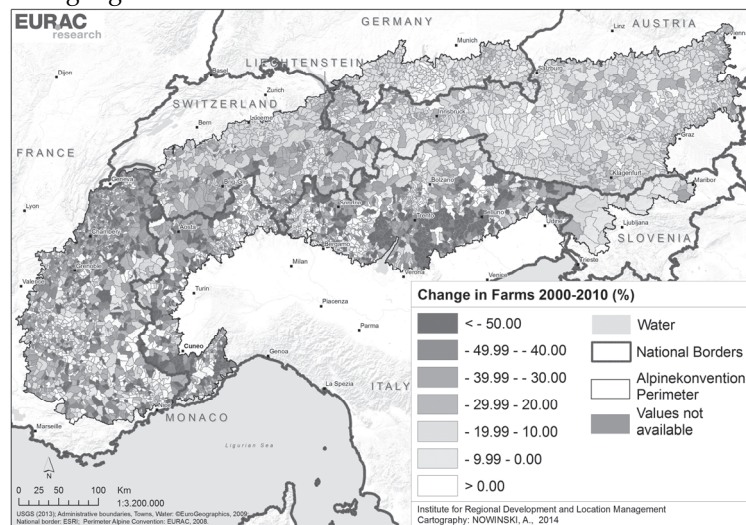 EURAC
research
GERMANY
AUSTRIA
Linz
Munich
Dijon
Basel
LIECHTENSTEIN
Zurich
SWITZERLAND
Bern
Innsbruck
Graz
FRANCE
Geneva
Bolzano
Klagenfurt
Maribor
Lyon
Chambéry
Aosta
Trento
Belluno
Udine
Ljubljana
SLOVENIA
Bergamo
Trieste
Grenoble
Milan
Verona
Venice
Valence
Turin
Piacenza
Parma
Cuneo
Genoa
La Spezia
ITALY
MONACO
Marseille
Ligurian Sea
N
0 25 50 100 Km
1:3.200.000
USGS (2013); Administrative boundaries, Towns, Water: ©EuroGeographics, 2009;
National border: ESRI; Perimeter Alpine Convention: EURAC, 2008.
Change in Farms 2000-2010 (%)
< - 50.00
- 49.99 - - 40.00
- 39.99 - - 30.00
- 29.99 - 20.00
- 19.99 - 10.00
- 9.99 - 0.00
> 0.00
Water
National Borders
Alpinekonvention
Perimeter
Values not
available
Institute for Regional Development and Location Management
Cartography: NOWINSKI, A., 2014